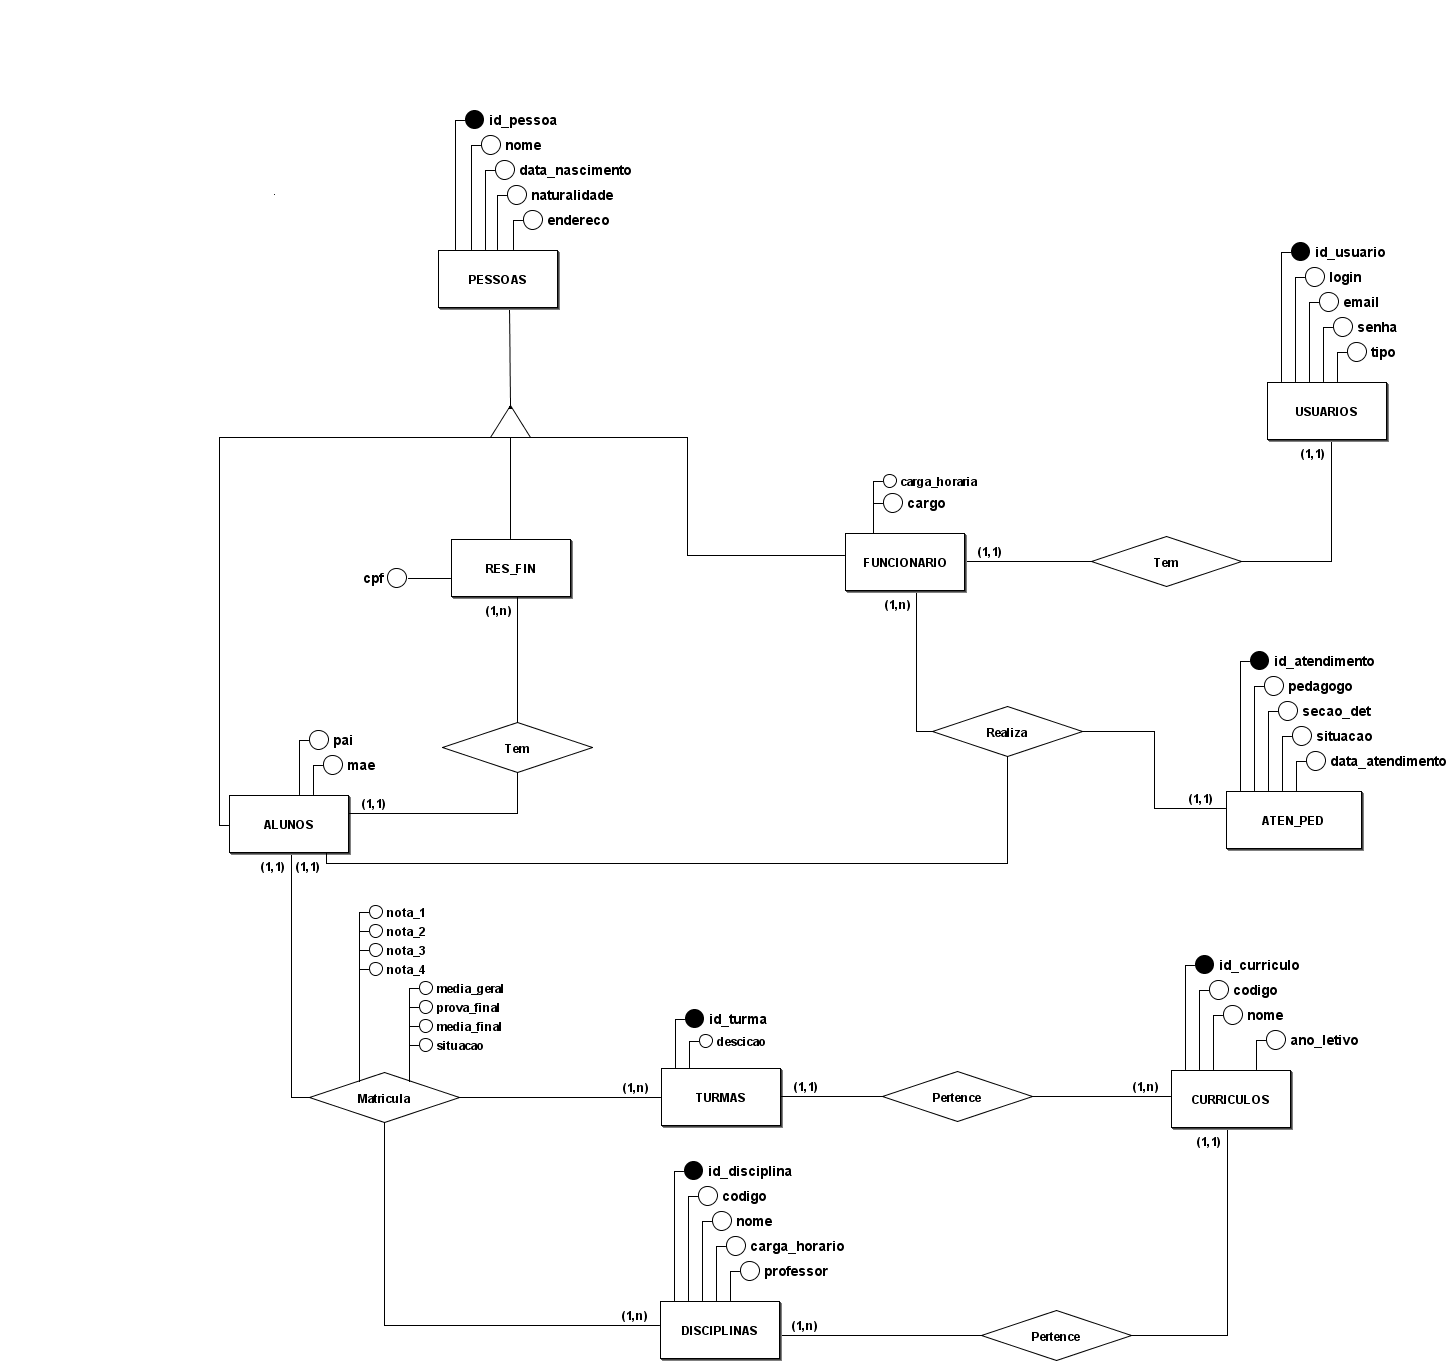 id_pessoa
nome
data_nascimento
naturalidade
endereco
PESSOAS
id_usuario
login
email
senha
tipo
USUARIOS
(1,1)
carga_horaria
cargo
FUNCIONARIO
(1,1)
Tem
(1,n)
cpf
RES_FIN
(1,n)
Tem
pai
mae
ALUNOS
(1,1)
(1,1) (1,1)
Realiza
id_atendimento
pedagogo
secao_det
situacao
data_atendimento
(1,1)
ATEN_PED
nota_1
nota_2
nota_3
nota_4
media_geral
prova_final
media_final
situacao
Matricula
(1,n)
id_turma
descicao
TURMAS
(1,1)
Pertence
(1,n)
id_curriculo
codigo
nome
ano_letivo
CURRICULOS
(1,1)
id_disciplina
codigo
nome
carga_horario
professor
(1,n)
DISCIPLINAS
(1,n)
Pertence